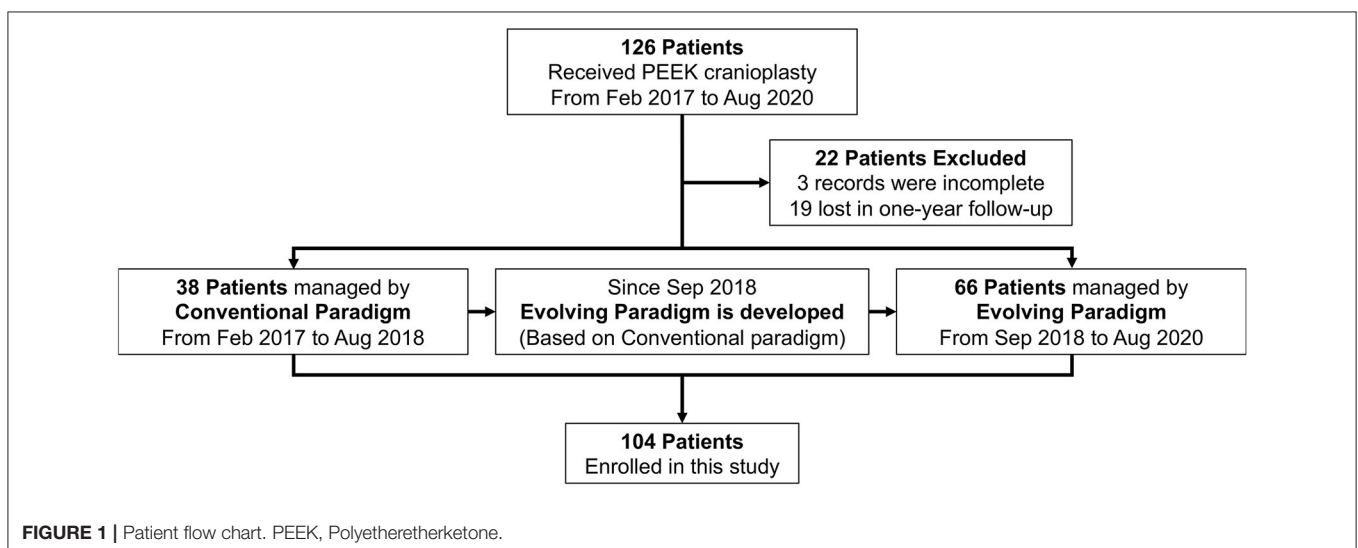 126 Patients
Received PEEK cranioplasty
From Feb 2017 to Aug 2020
22 Patients Excluded
3 records were incomplete
19 lost in one-year follow-up
38 Patients managed by
Conventional Paradigm
From Feb 2017 to Aug 2018
Since Sep 2018
Evolving Paradigm is developed
(Based on Conventional paradigm)
66 Patients managed by
Evolving Paradigm
From Sep 2018 to Aug 2020
104 Patients
Enrolled in this study
FIGURE 1 | Patient flow chart. PEEK, Polyetheretherketone.